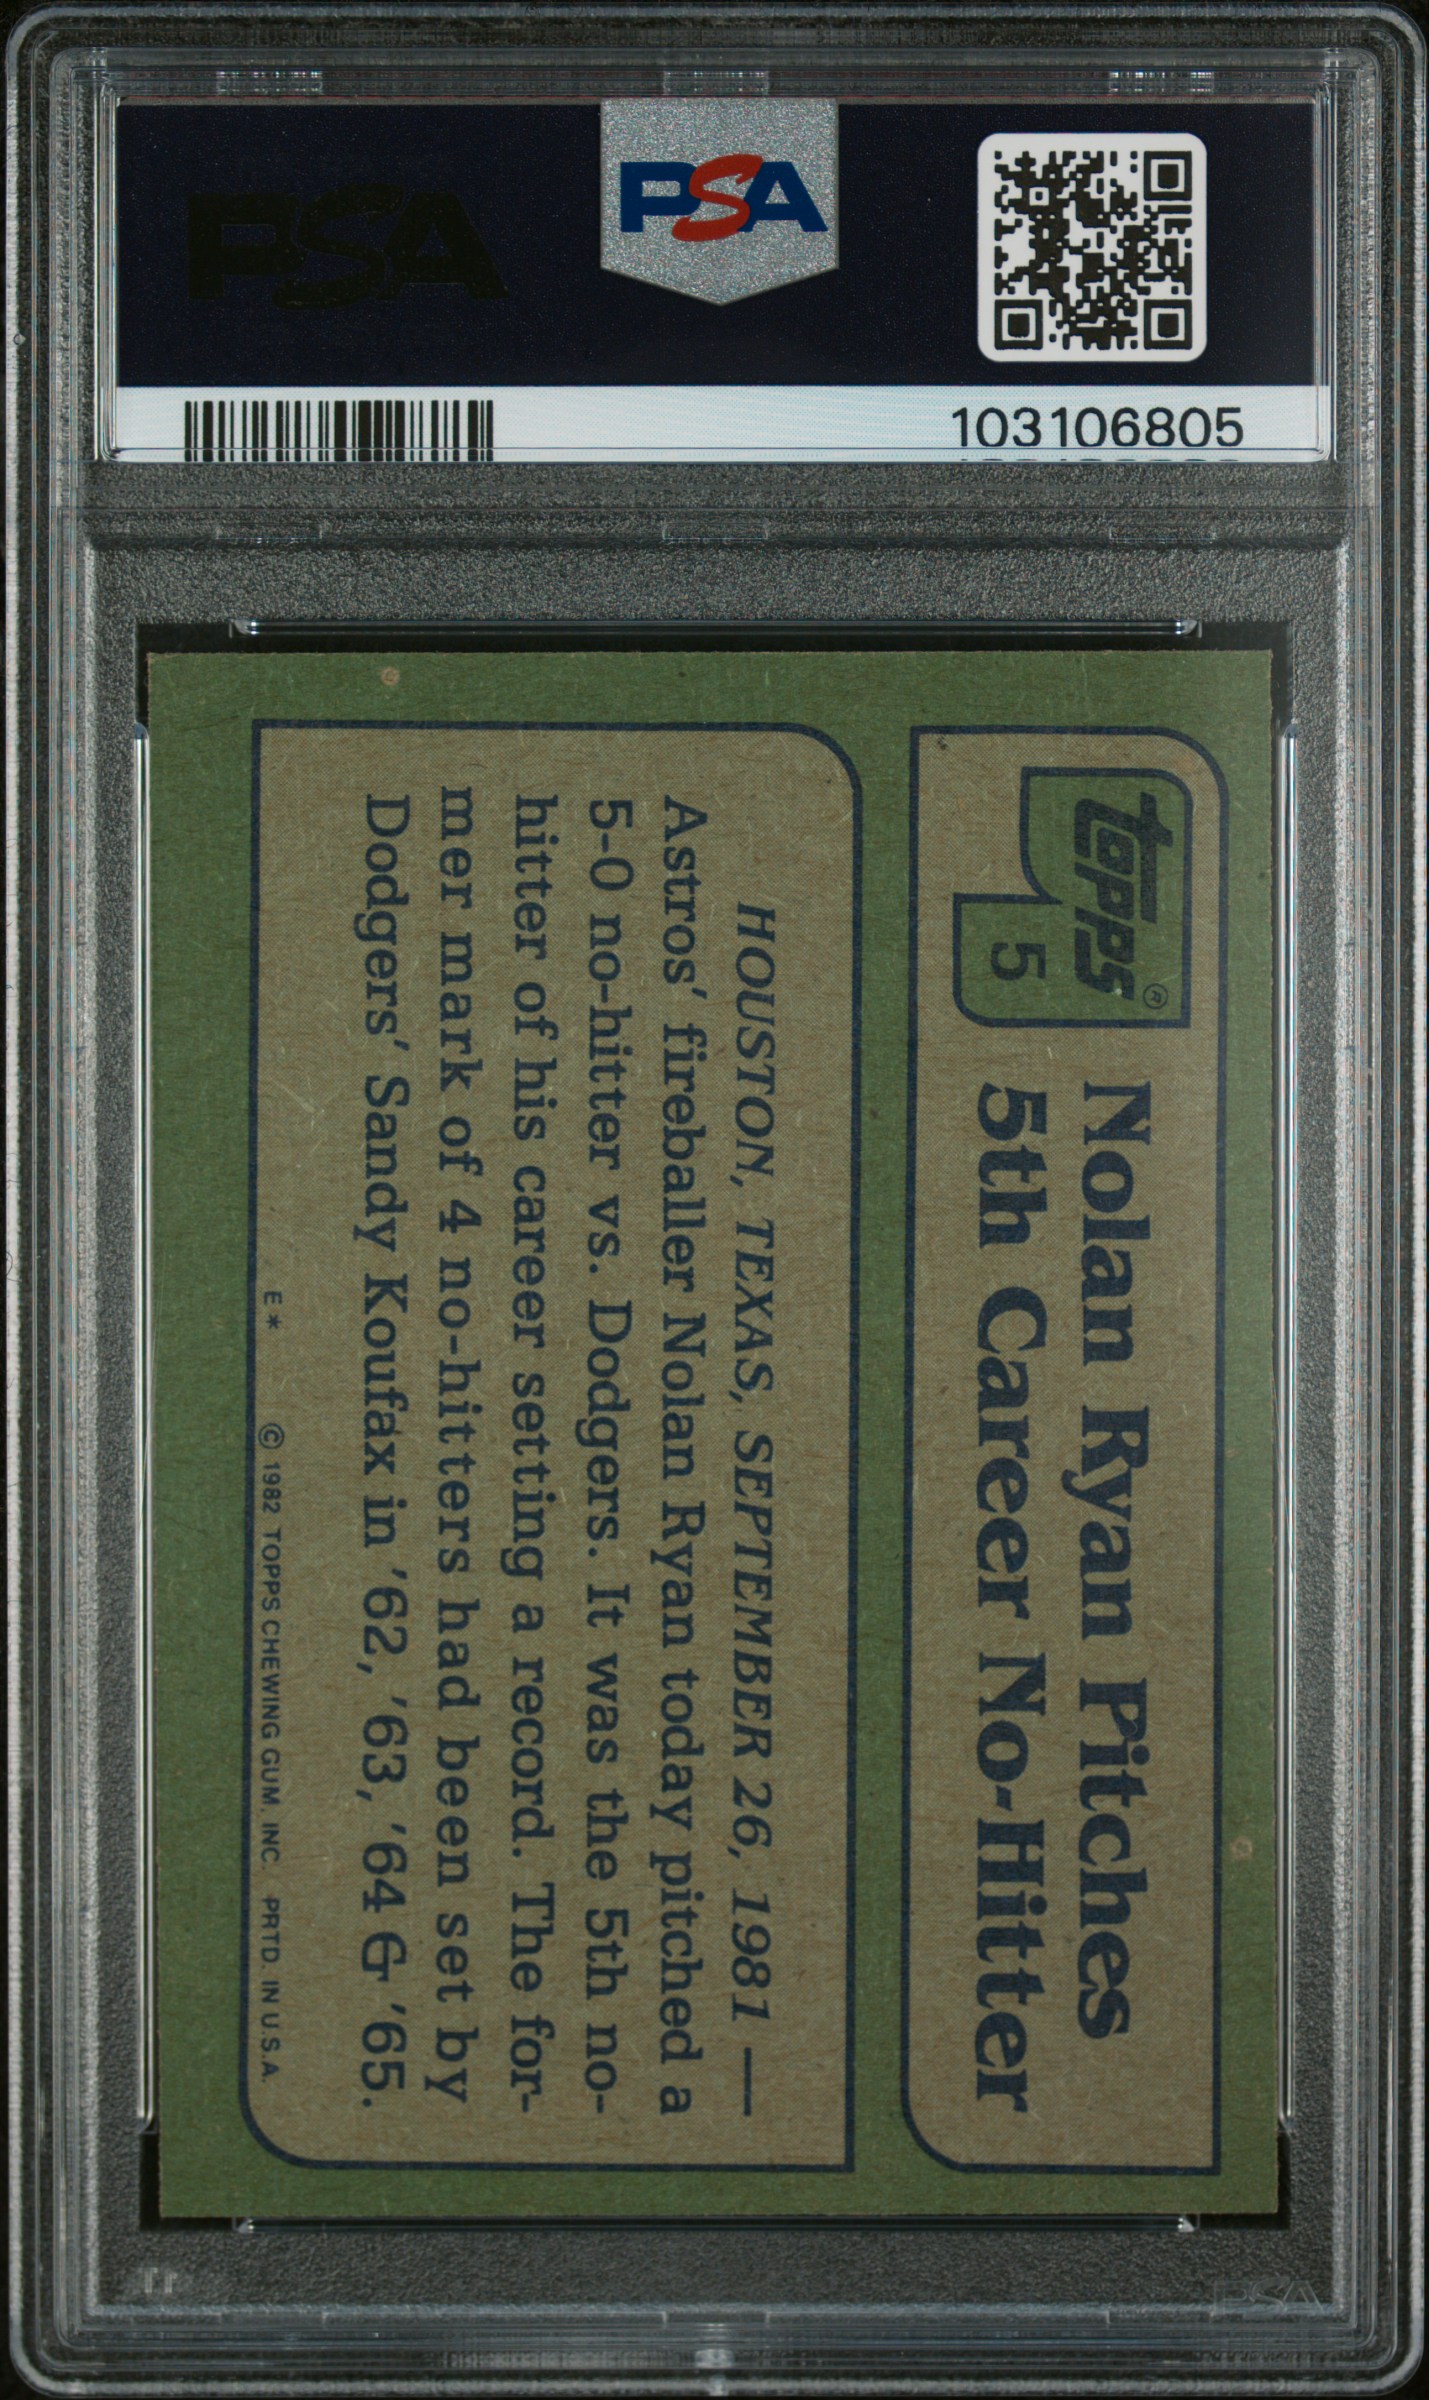 PSA
PSA
103106805
topps®
5
Nolan Ryan Pitches
5th Career No-Hitter
HOUSTON, TEXAS, SEPTEMBER 26, 1981 —
Astros' fireballer Nolan Ryan today pitched a
5-0 no-hitter vs. Dodgers. It was the 5th no-
hitter of his career setting a record. The for-
mer mark of 4 no-hitters had been set by
Dodgers' Sandy Koufax in '62, '63, '64 & '65.
E* © 1982 TOPPS CHEWING GUM, INC. PRTD. IN U.S.A.
PSA